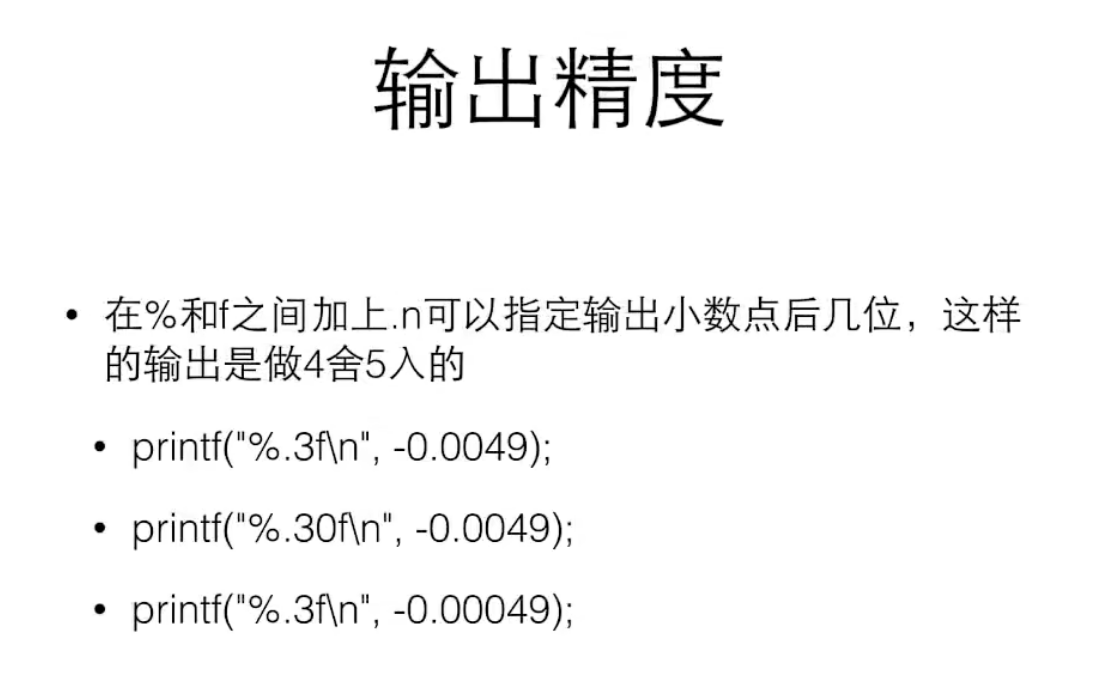 输出精度
• 在%和f之间加上.n可以指定输出小数点后几位，这样
的输出是做4舍5入的
• printf("%.3f\n", -0.0049);
• printf("%.30f\n", -0.0049);
• printf("%.3f\n", -0.00049);